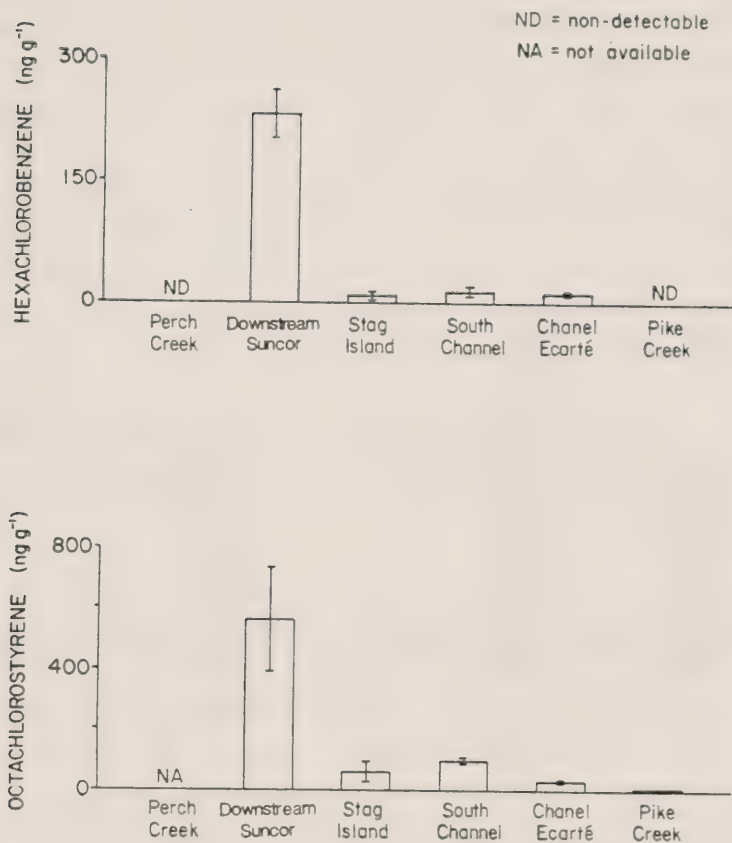 ND = non-detectable
NA = not available
HEXACHLOROBENZENE (ng g⁻¹)
300
150
0
ND
ND
Perch Creek
Downstream Suncor
Stag Island
South Channel
Chanel Ecarté
Pike Creek
OCTACHLOROSTYRENE (ng g⁻¹)
800
400
0
NA
Perch Creek
Downstream Suncor
Stag Island
South Channel
Chanel Ecarté
Pike Creek